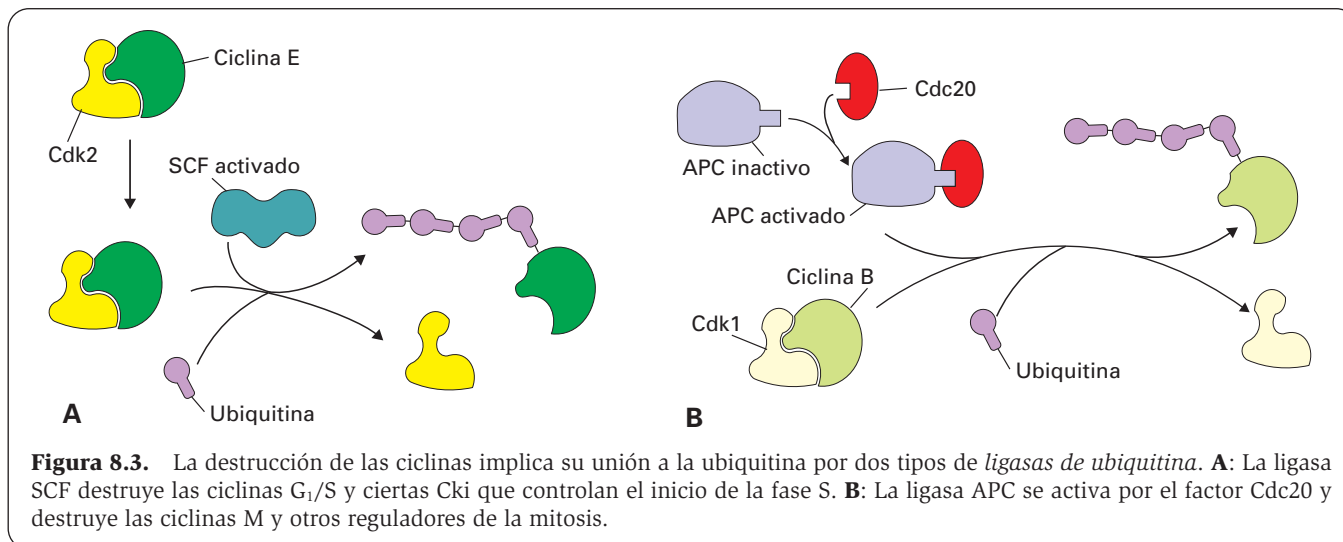 Ciclina E
Cdk2
SCF activado
Ubiquitina
A
Cdc20
APC inactivo
APC activado
Ciclina B
Cdk1
Ubiquitina
B
Figura 8.3. La destrucción de las ciclinas implica su unión a la ubiquitina por dos tipos de ligasas de ubiquitina. A: La ligasa
SCF destruye las ciclinas G₁/S y ciertas Cki que controlan el inicio de la fase S. B: La ligasa APC se activa por el factor Cdc20 y
destruye las ciclinas M y otros reguladores de la mitosis.